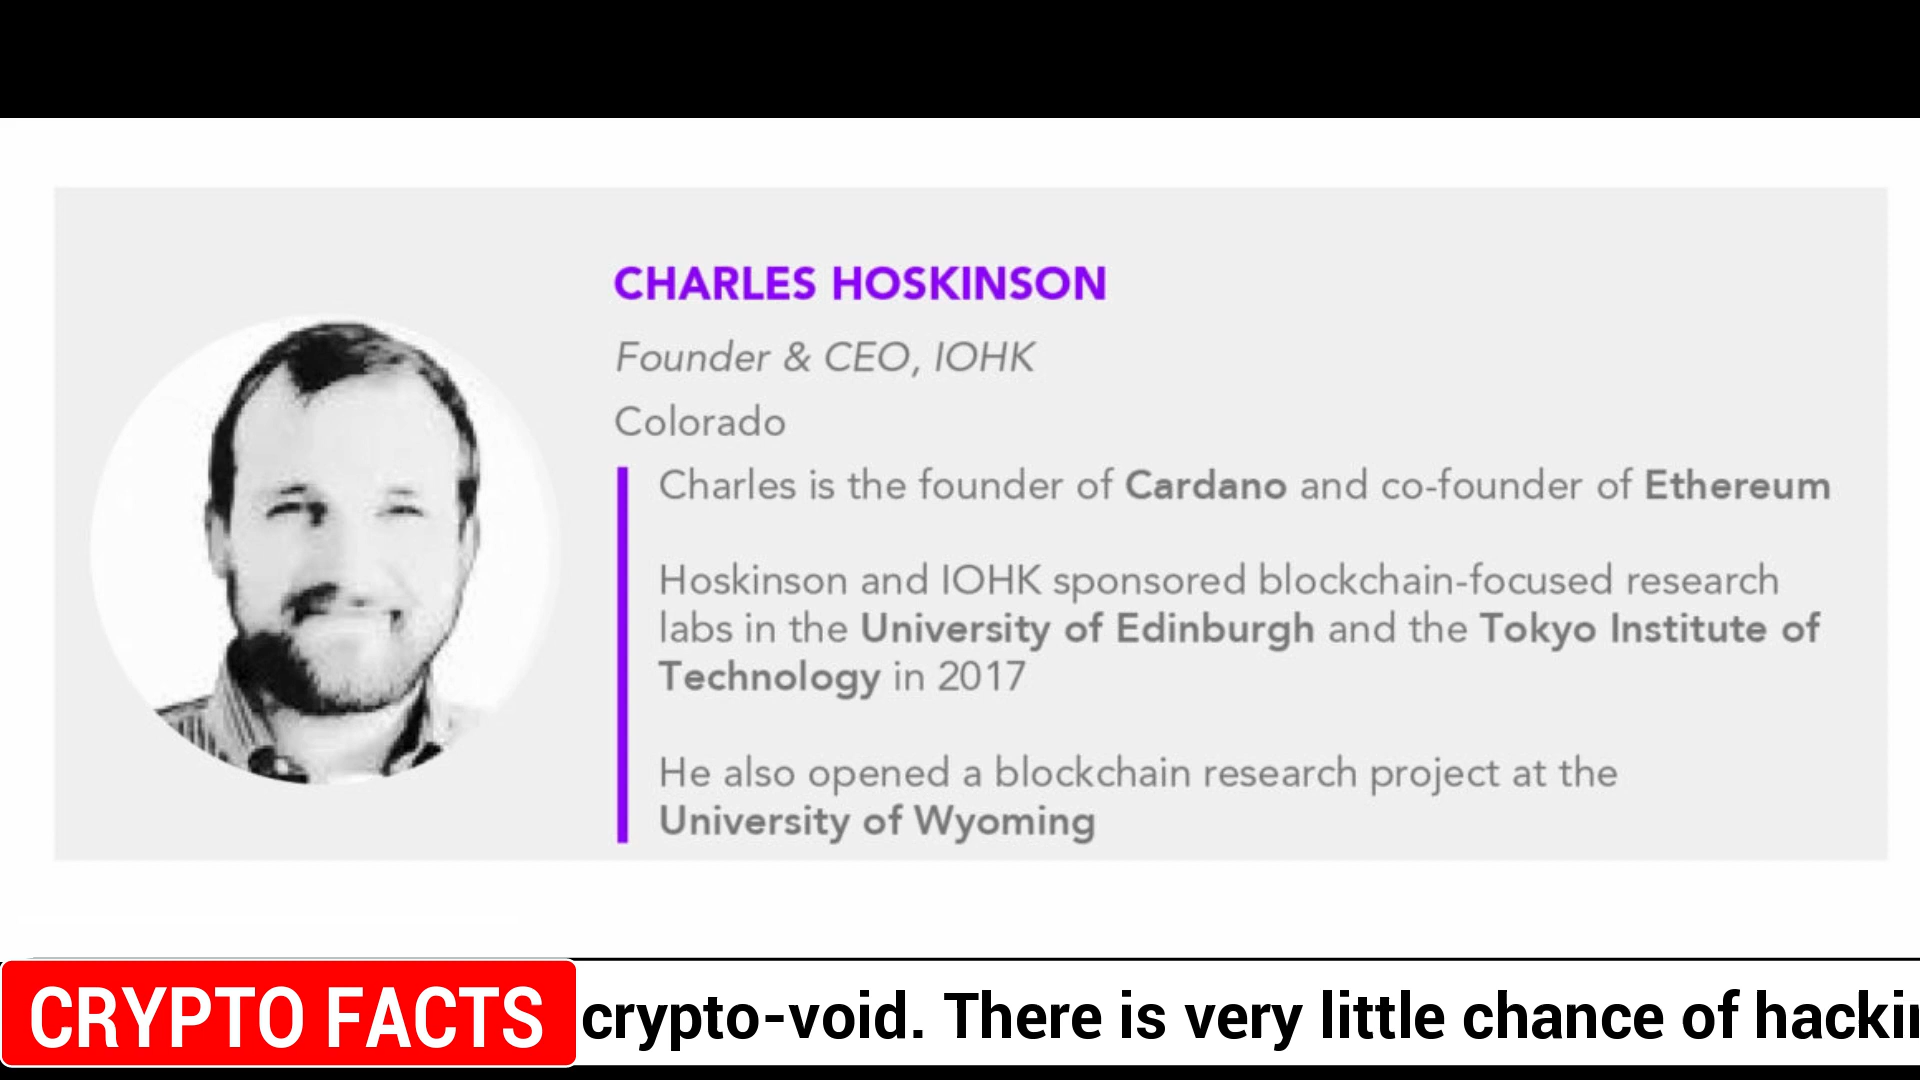 CHARLES HOSKINSON
Founder & CEO, IOHK
Colorado
Charles is the founder of Cardano and co-founder of Ethereum
Hoskinson and IOHK sponsored blockchain-focused research
labs in the University of Edinburgh and the Tokyo Institute of
Technology in 2017
He also opened a blockchain research project at the
University of Wyoming
CRYPTO FACTS crypto-void. There is very little chance of